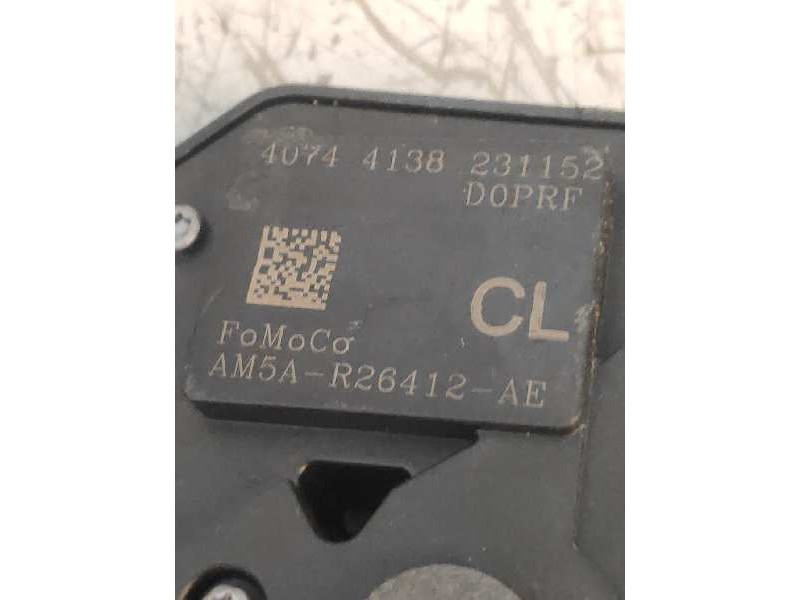 4074 4138 231152
D0PRF
CL
FoMoCo
AM5A-R26412-AE